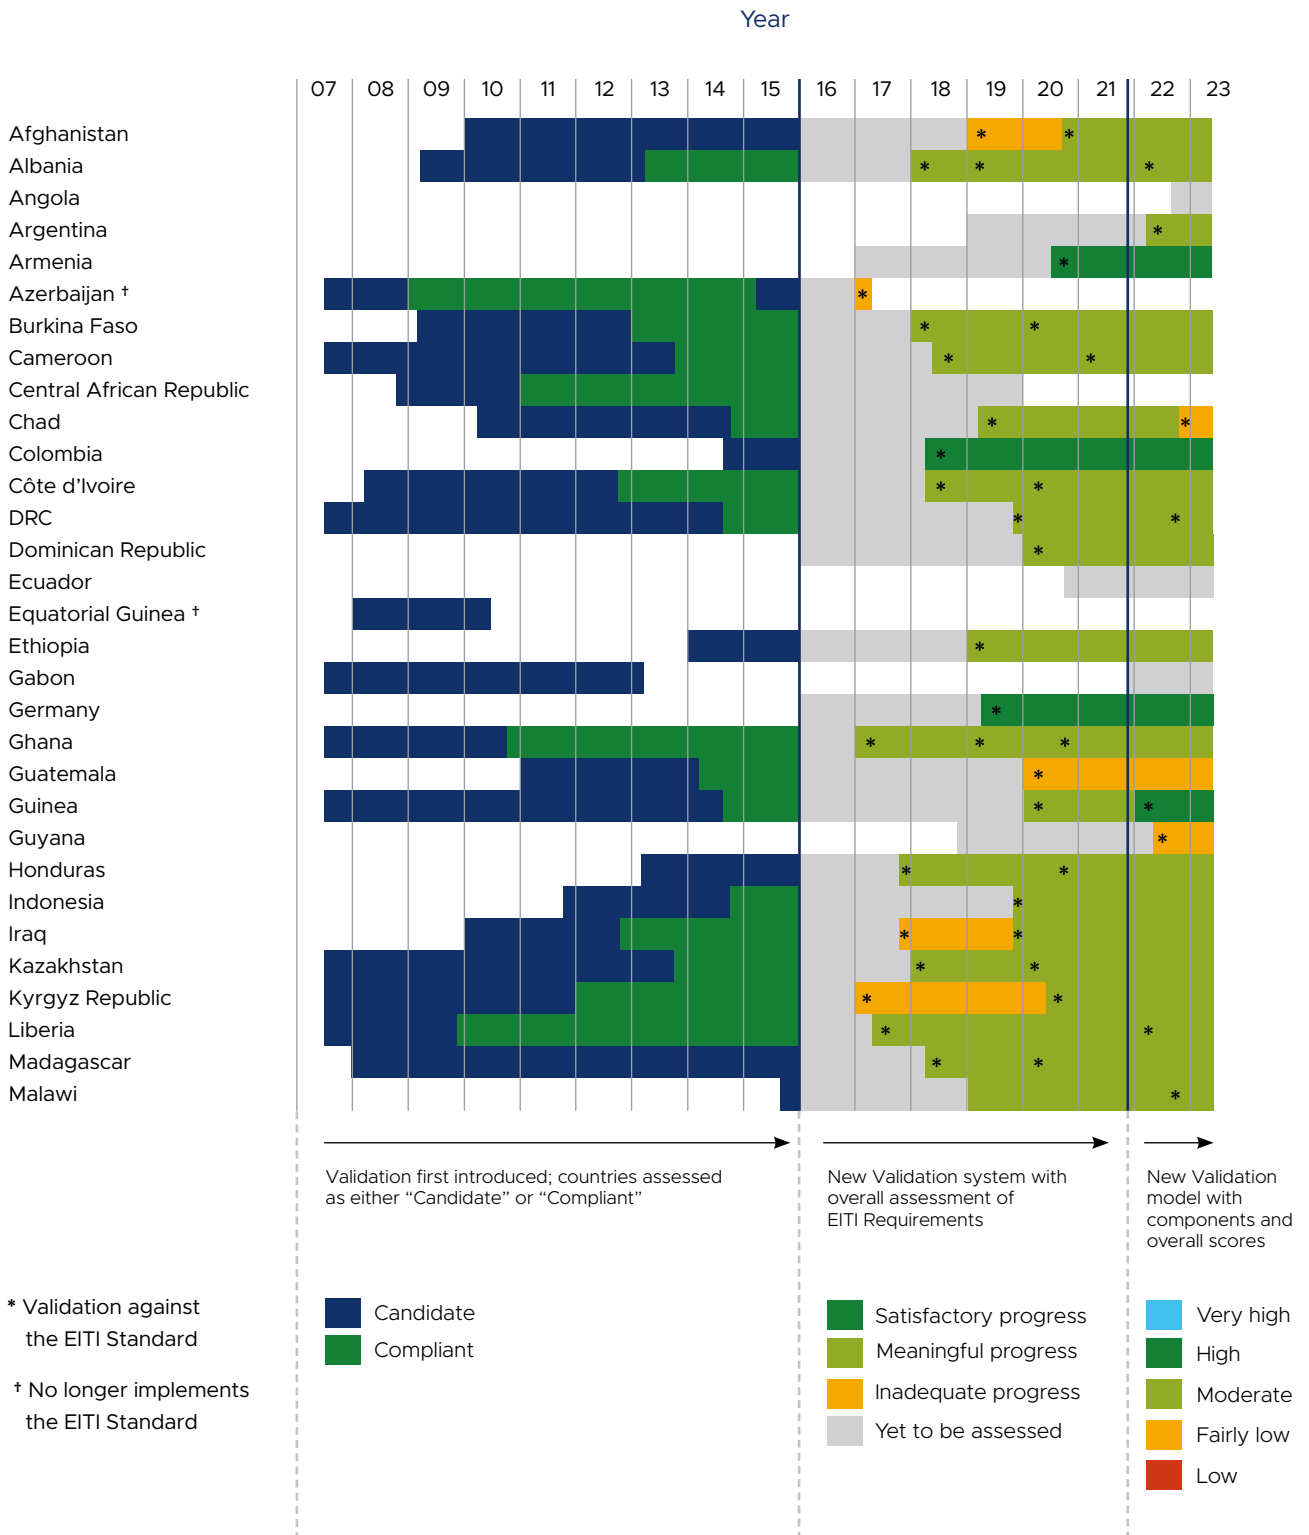 Year
07 08 09 10 11 12 13 14 15 16 17 18 19 20 21 22 23
Afghanistan * *
Albania * * *
Angola
Argentina *
Armenia *
Azerbaijan † *
Burkina Faso * *
Cameroon * *
Central African Republic
Chad * *
Colombia *
Côte d’Ivoire * *
DRC * *
Dominican Republic *
Ecuador
Equatorial Guinea †
Ethiopia *
Gabon
Germany *
Ghana * * *
Guatemala *
Guinea * *
Guyana *
Honduras * *
Indonesia *
Iraq * *
Kazakhstan * *
Kyrgyz Republic * *
Liberia * *
Madagascar * *
Malawi *
Validation first introduced; countries assessed
as either “Candidate” or “Compliant”
New Validation system with
overall assessment of
EITI Requirements
New Validation
model with
components and
overall scores
* Validation against
the EITI Standard
† No longer implements
the EITI Standard
Candidate
Compliant
Satisfactory progress
Meaningful progress
Inadequate progress
Yet to be assessed
Very high
High
Moderate
Fairly low
Low